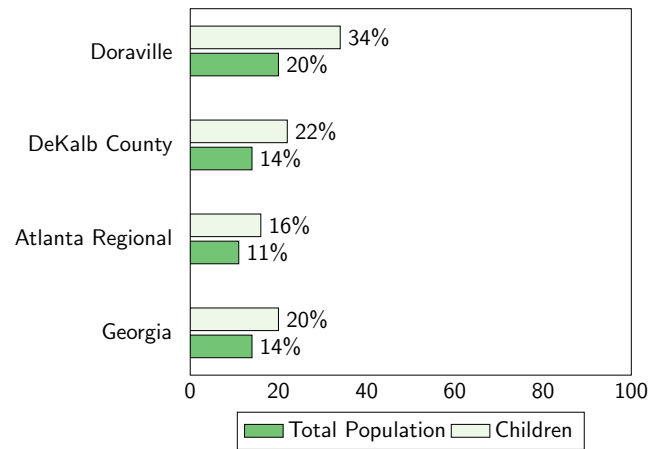 Doraville
34%
20%
DeKalb County
22%
14%
Atlanta Regional
16%
11%
Georgia
20%
14%
0 20 40 60 80 100
Total Population Children